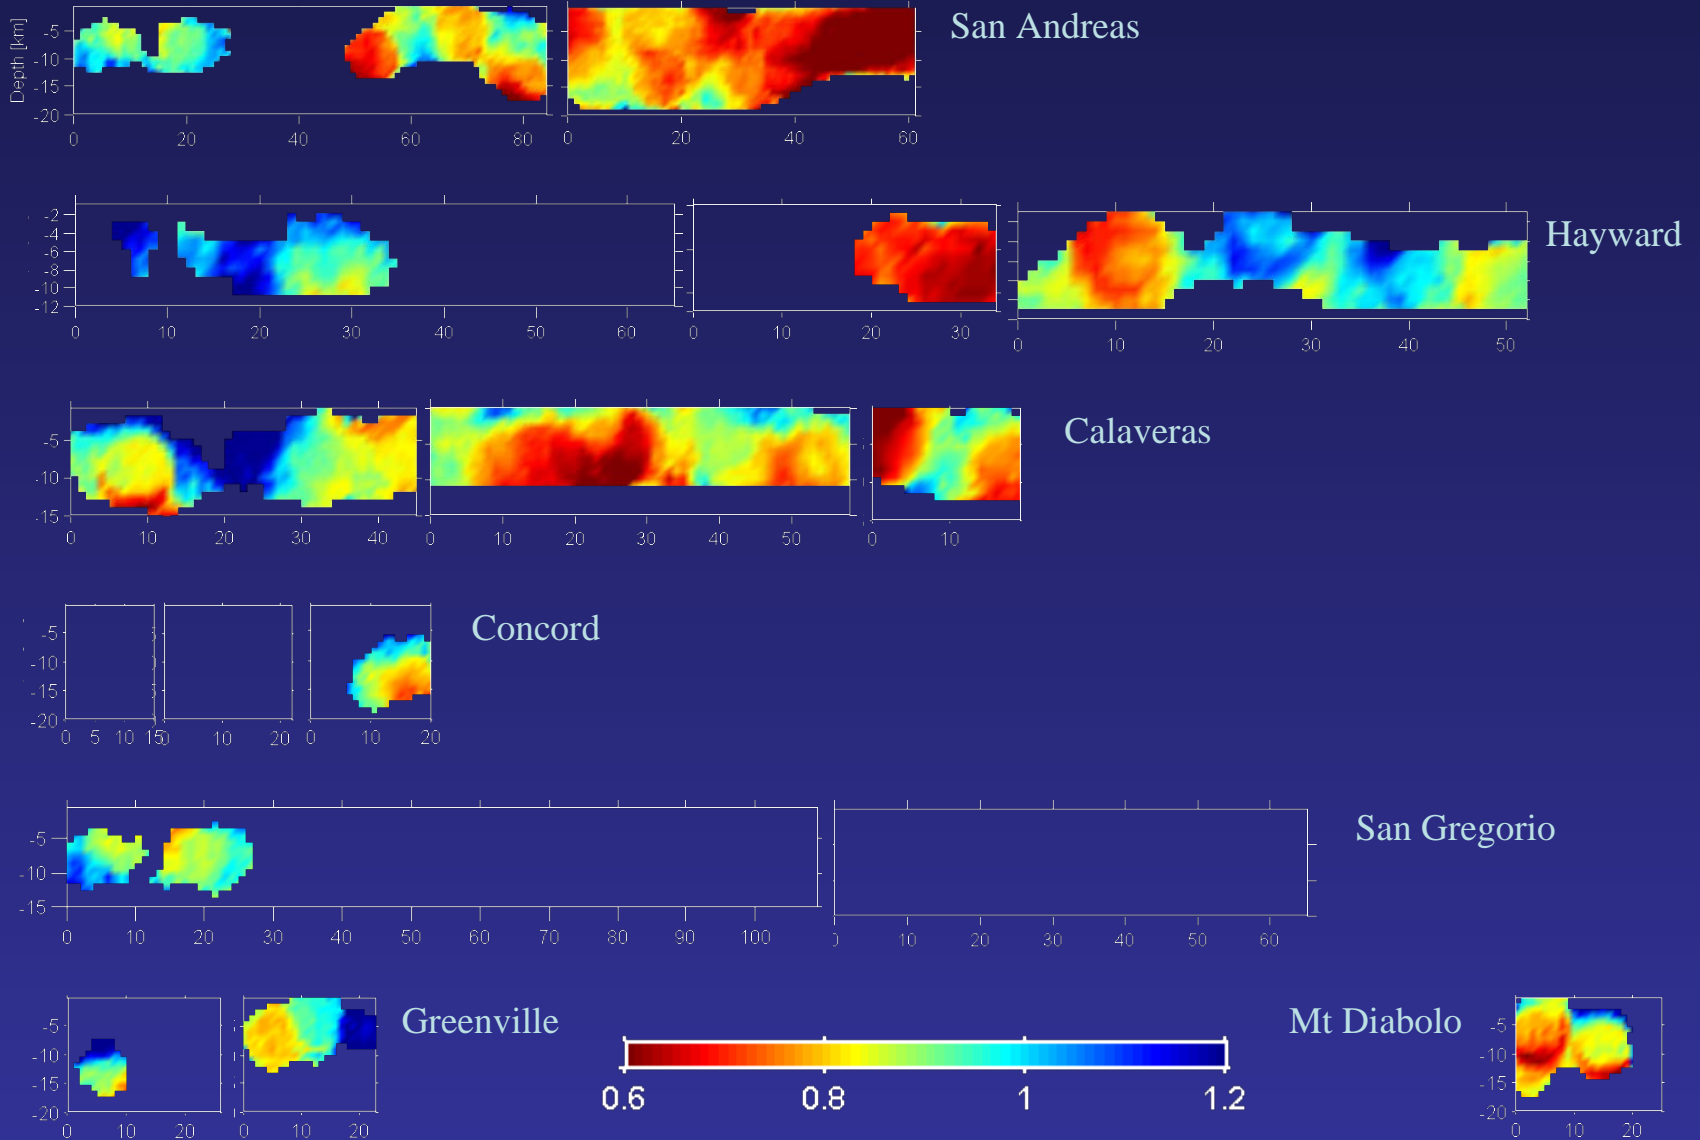 San Andreas
Depth [km]
-5
-10
-15
-20
0 20 40 60 80
0 20 40 60
Hayward
-2
-4
-6
-8
-10
-12
0 10 20 30 40 50 60
0 10 20 30
0 10 20 30 40 50
Calaveras
-5
-10
-15
0 10 20 30 40
0 10 20 30 40 50
0 10
Concord
-5
-10
-15
-20
0 5 10 15
0 10 20
0 10 20
San Gregorio
-5
-10
-15
0 10 20 30 40 50 60 70 80 90 100
0 10 20 30 40 50 60
Greenville
-5
-10
-15
-20
0 10 20
0 10 20
0.6 0.8 1 1.2
Mt Diabolo
-5
-10
-15
-20
0 10 20